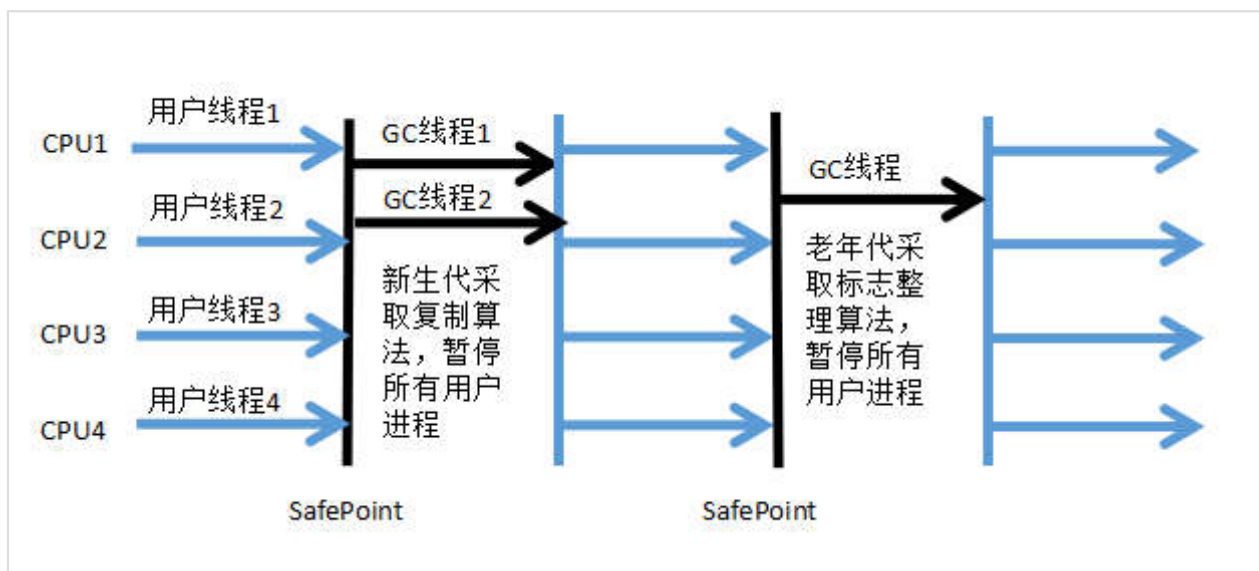 用户线程1
CPU1
GC线程1
GC线程
用户线程2
GC线程2
CPU2
新生代采
取复制算
法，暂停
所有用户
进程
老年代采
取标志整
理算法，
暂停所有
用户进程
用户线程3
CPU3
用户线程4
CPU4
SafePoint
SafePoint